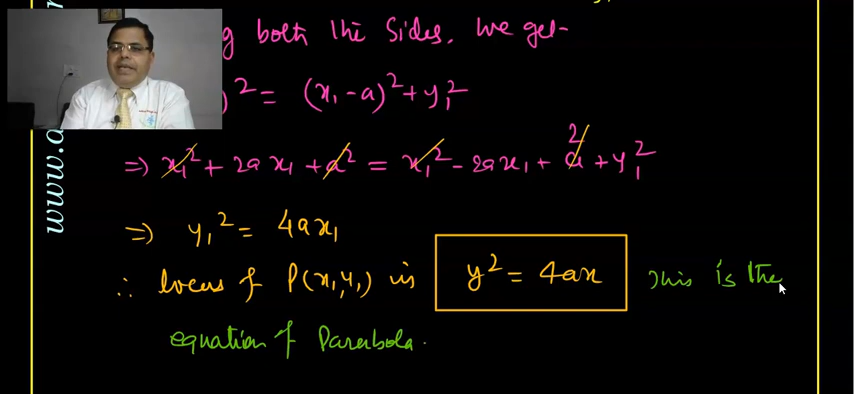 both the sides. We get-
)² = (x₁ - a)² + y₁²
⇒ x₁² + 2ax₁ + a² = x₁² - 2ax₁ + a² + y₁²
⇒ y₁² = 4ax₁
∴ locus of P(x₁,y₁) is y² = 4ax This is the
equation of Parabola.
www.a